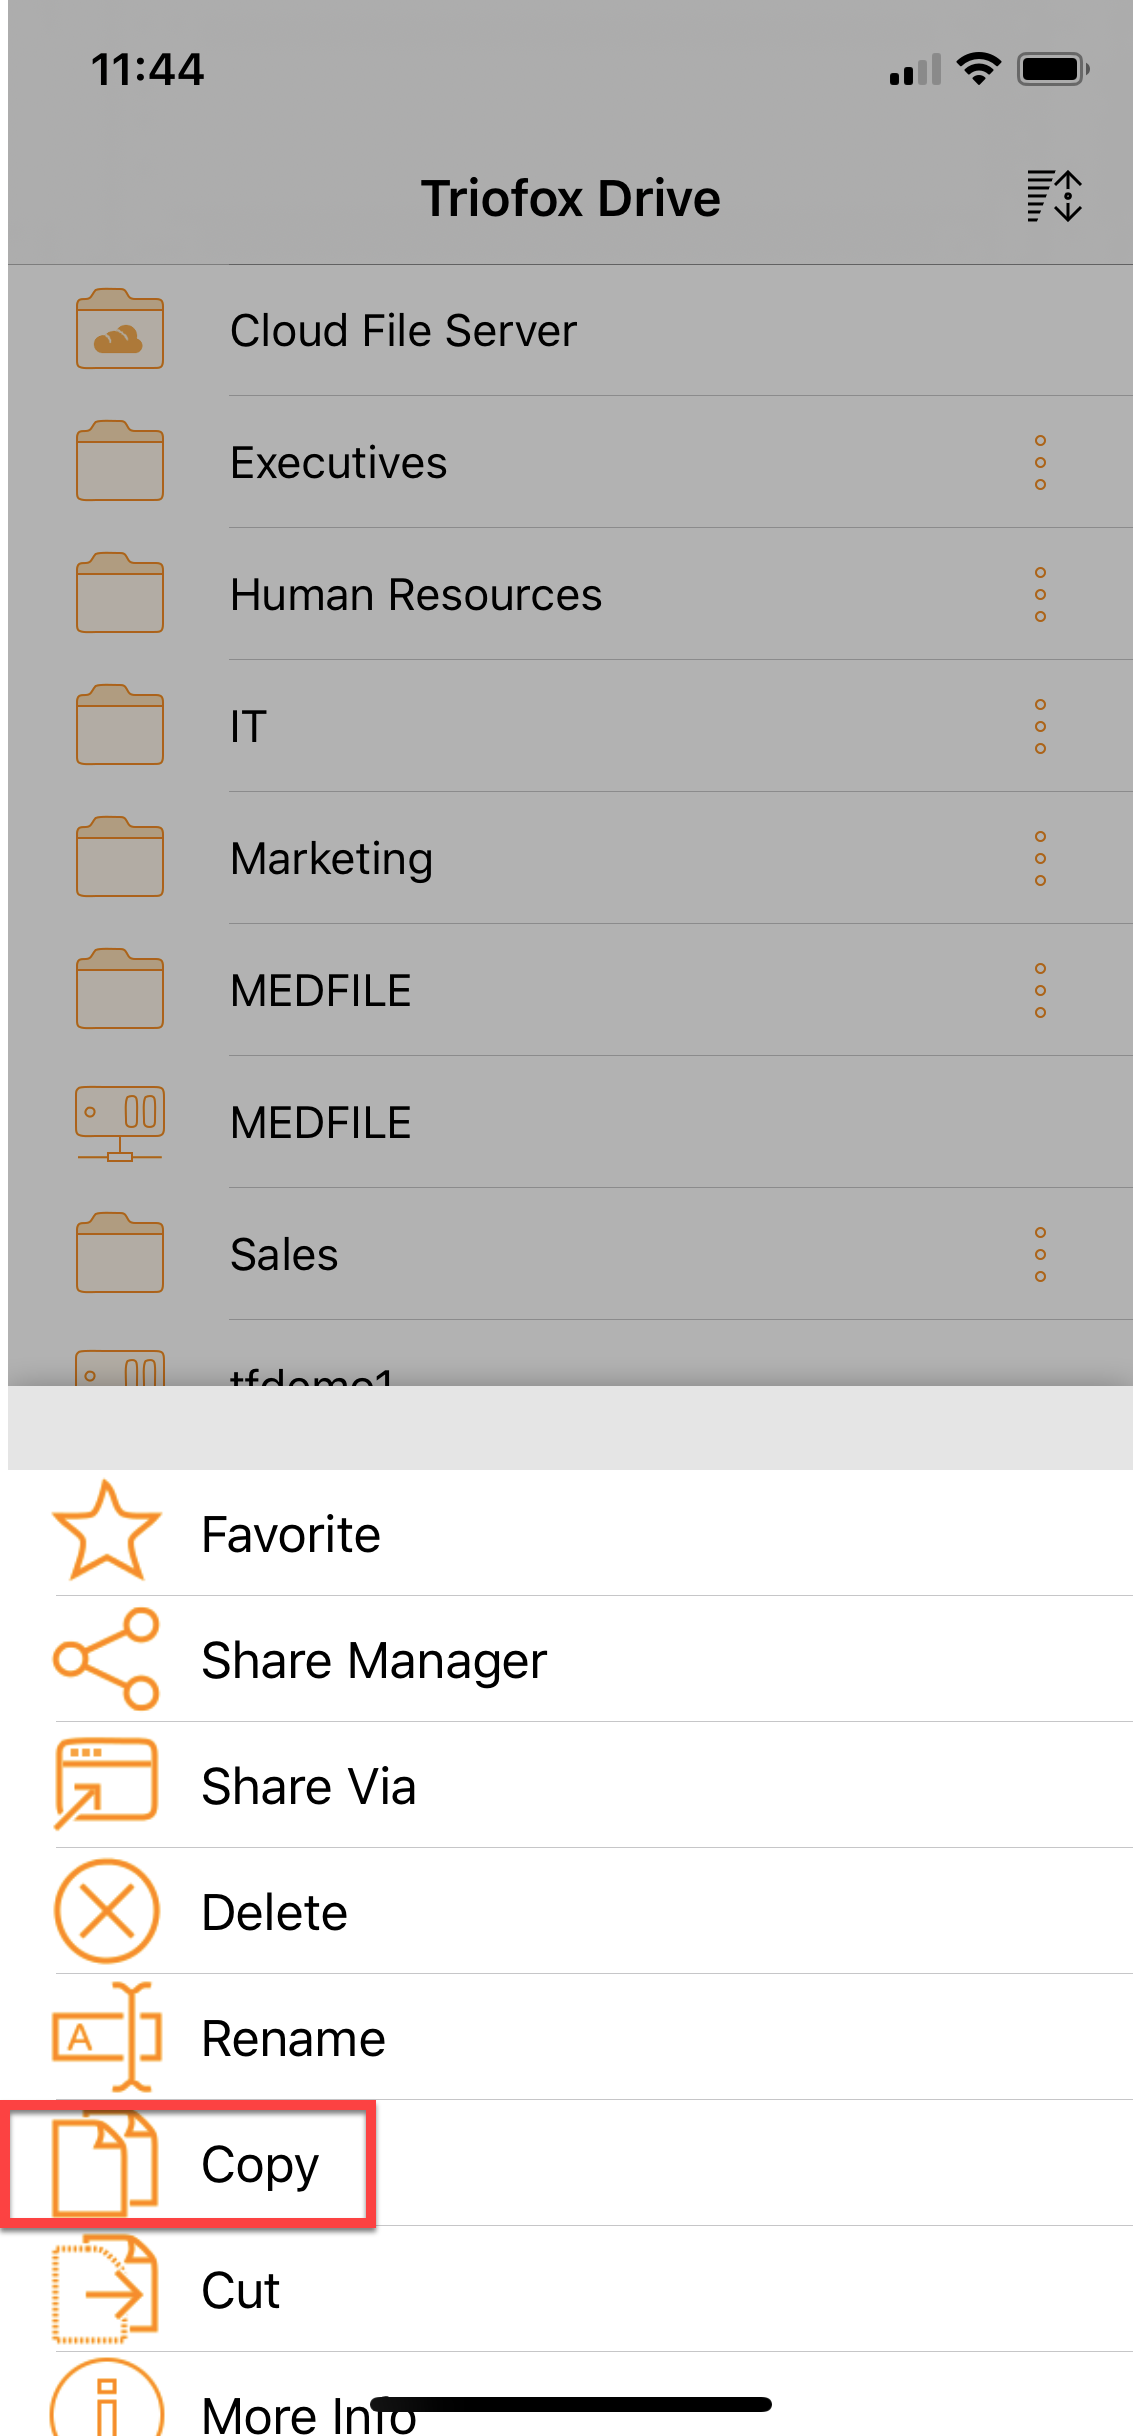 11:44
Triofox Drive
Cloud File Server
Executives
Human Resources
IT
Marketing
MEDFILE
MEDFILE
Sales
tfdemo1
Favorite
Share Manager
Share Via
Delete
A
Rename
Copy
Cut
More Info